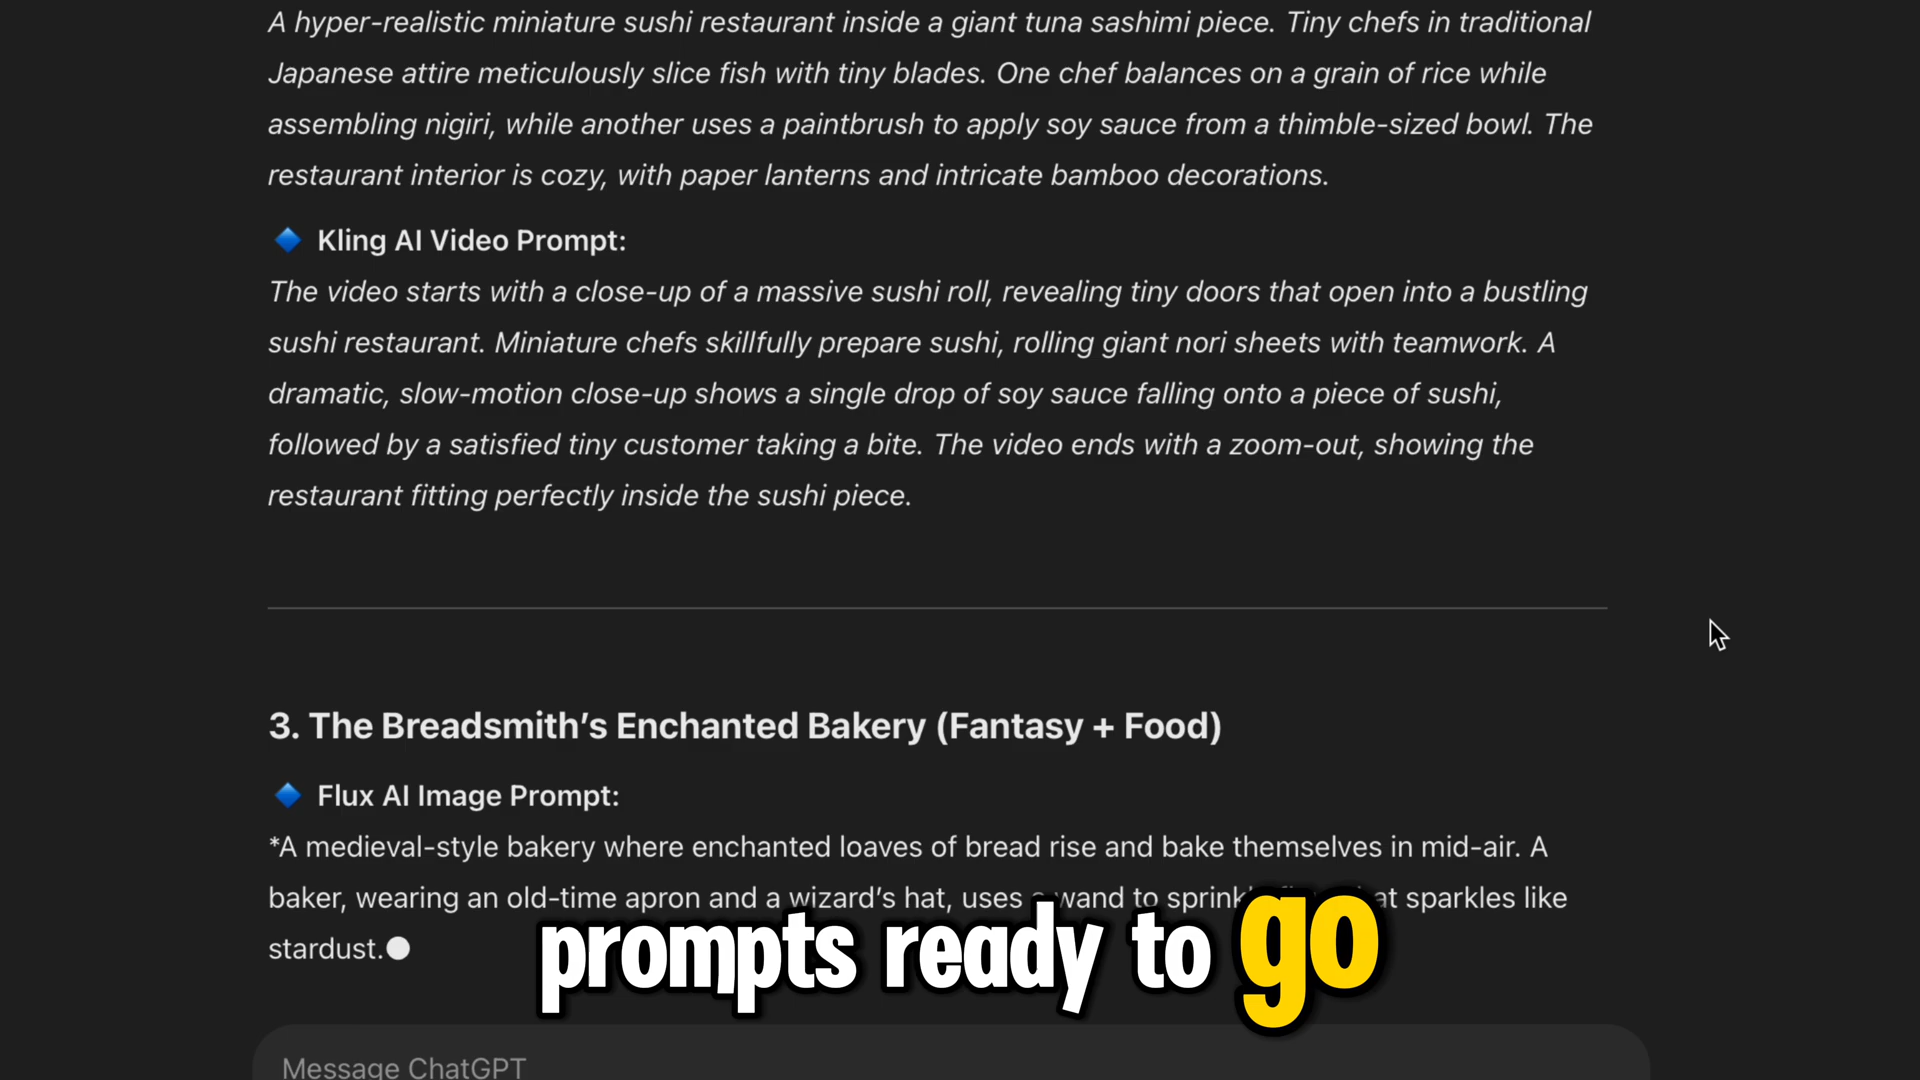 A hyper-realistic miniature sushi restaurant inside a giant tuna sashimi piece. Tiny chefs in traditional
Japanese attire meticulously slice fish with tiny blades. One chef balances on a grain of rice while
assembling nigiri, while another uses a paintbrush to apply soy sauce from a thimble-sized bowl. The
restaurant interior is cozy, with paper lanterns and intricate bamboo decorations.
Kling AI Video Prompt:
The video starts with a close-up of a massive sushi roll, revealing tiny doors that open into a bustling
sushi restaurant. Miniature chefs skillfully prepare sushi, rolling giant nori sheets with teamwork. A
dramatic, slow-motion close-up shows a single drop of soy sauce falling onto a piece of sushi,
followed by a satisfied tiny customer taking a bite. The video ends with a zoom-out, showing the
restaurant fitting perfectly inside the sushi piece.
3. The Breadsmith’s Enchanted Bakery (Fantasy + Food)
Flux AI Image Prompt:
*A medieval-style bakery where enchanted loaves of bread rise and bake themselves in mid-air. A
baker, wearing an old-time apron and a wizard’s hat, uses a wand to sparkles like
stardust.
prompts ready to go
Message ChatGPT